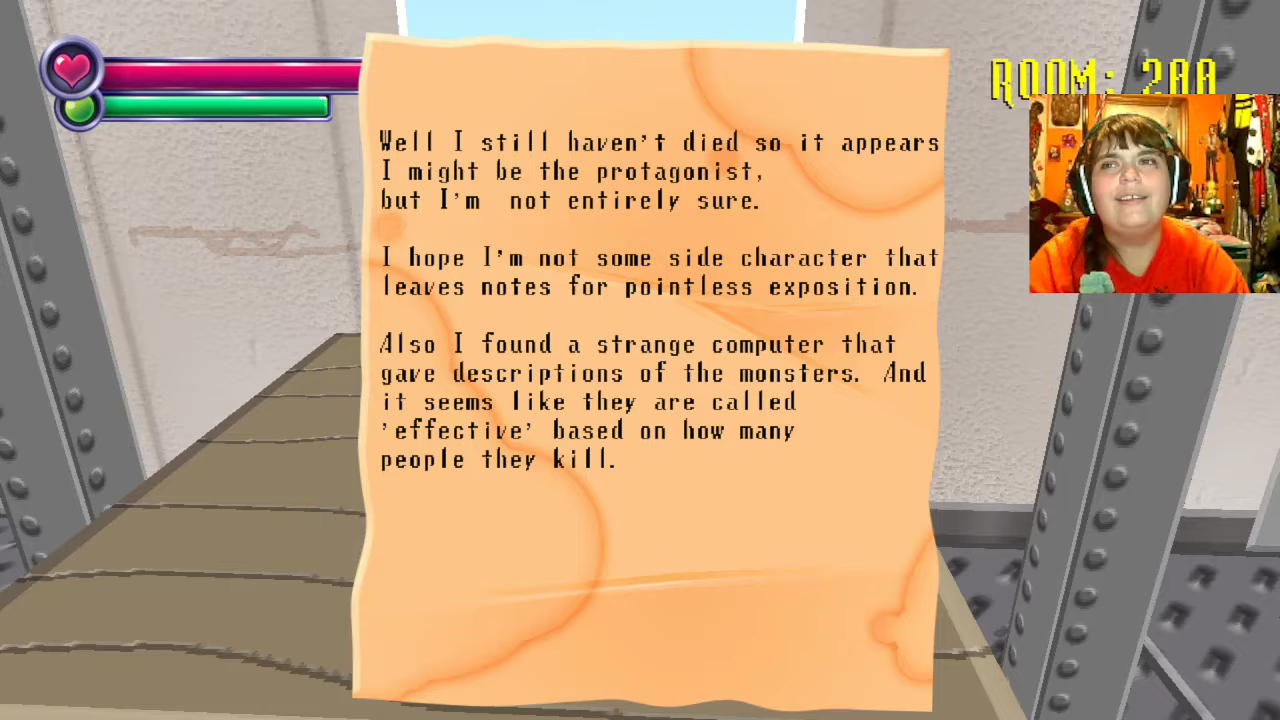 ROOM: 200
Well I still haven't died so it appears
I might be the protagonist,
but I'm  not entirely sure.
I hope I'm not some side character that
leaves notes for pointless exposition.
Also I found a strange computer that
gave descriptions of the monsters.  And
it seems like they are called
'effective' based on how many
people they kill.